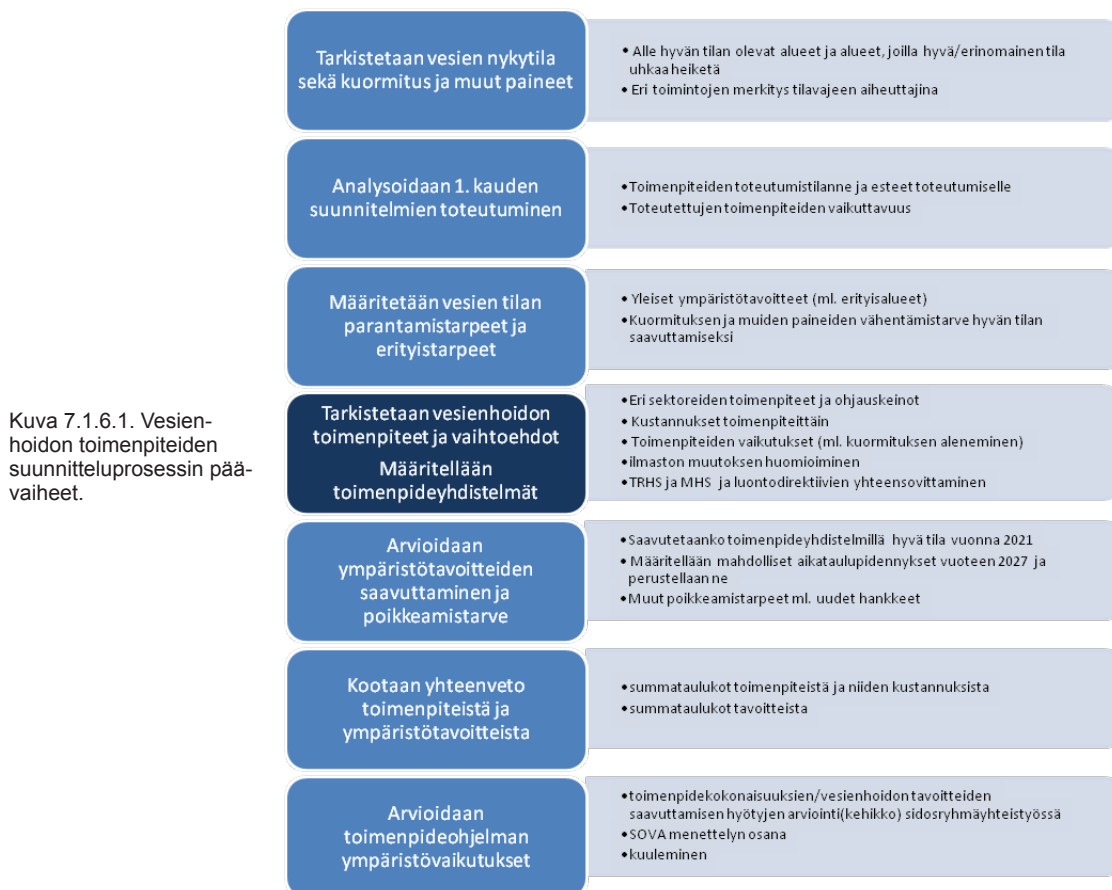 Kuva 7.1.6.1. Vesien-
hoidon toimenpiteiden
suunnitteluprosessin pää-
vaiheet.
Tarkistetaan vesien nykytila
sekä kuormitus ja muut paineet
• Alle hyvän tilan olevat alueet ja alueet, joilla hyvä/erinomainen tila
uhkaa heiketä
• Eri toimintojen merkitys tilavajeen aiheuttajina
Analysoidaan 1. kauden
suunnitelmien toteutuminen
•Toimenpiteiden toteutumistilanne ja esteet toteutumiselle
•Toteutettujen toimenpiteiden vaikuttavuus
Määritetään vesien tilan
parantamistarpeet ja
erityistarpeet
• Yleiset ympäristötavoitteet (ml. erityisalueet)
•Kuormituksen ja muiden paineiden vähentämistarve hyvän tilan
saavuttamiseksi
Tarkistetaan vesienhoidon
toimenpiteet ja vaihtoehdot
Määritellään
toimenpideyhdistelmät
•Eri sektoreiden toimenpiteet ja ohjauskeinot
•Kustannukset toimenpiteittäin
• Toimenpiteiden vaikutukset (ml. kuormituksen aleneminen)
•ilmaston muutoksen huomioiminen
•TRHS ja MHS ja luontodirektiivien yhteensovittaminen
Arvioidaan
ympäristötavoitteiden
saavuttaminen ja
poikkeamistarve
•Saavutetaanko toimenpideyhdistelmillä hyvä tila vuonna 2021
• Määritellään mahdolliset aikataulupidennykset vuoteen 2027 ja
perustellaan ne
•Muut poikkeamistarpeet ml. uudet hankkeet
Kootaan yhteenveto
toimenpiteistä ja
ympäristötavoitteista
•summataulukot toimenpiteistä ja niiden kustannuksista
•summataulukot tavoitteista
Arvioidaan
toimenpideohjelman
ympäristövaikutukset
•toimenpidekokonaisuuksien/vesienhoidon tavoitteiden
saavuttamisen hyötyjen arviointi(kehikko) sidosryhmäyhteistyössä
•SOVA menettelyn osana
•kuuleminen